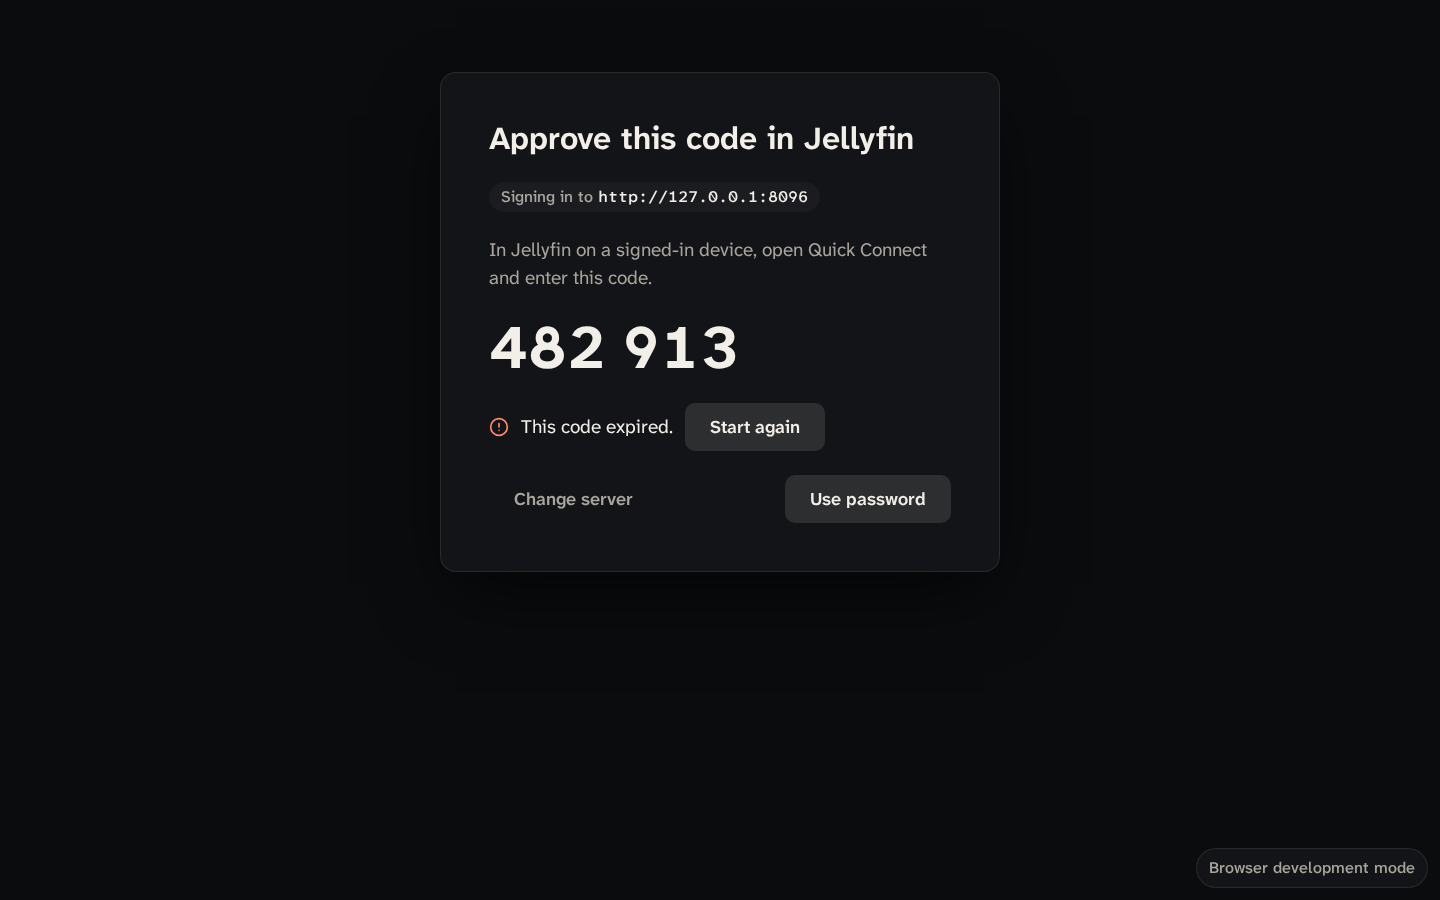 Approve this code in Jellyfin
Signing in to http://127.0.0.1:8096
In Jellyfin on a signed-in device, open Quick Connect
and enter this code.
482 913
This code expired. Start again
Change server Use password
Browser development mode